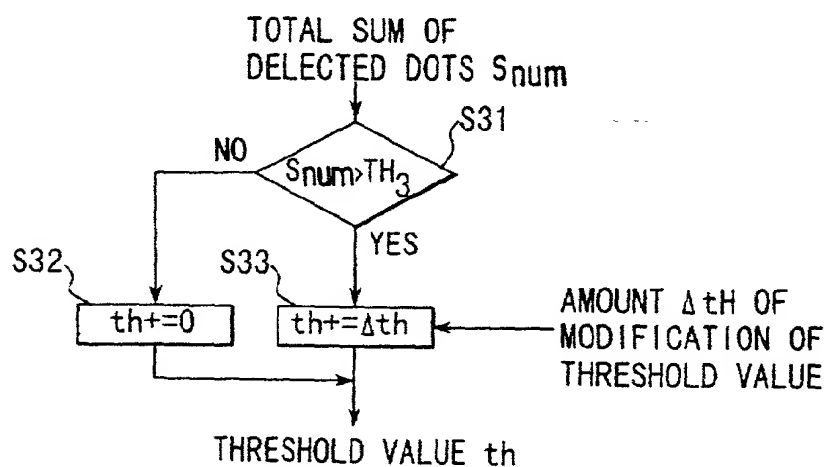 TOTAL SUM OF
DELECTED DOTS Snum
S31
NO
Snum>TH3
YES
S32
S33
th+=0
th+=Δth
AMOUNT ΔtH OF
MODIFICATION OF
THRESHOLD VALUE
THRESHOLD VALUE th